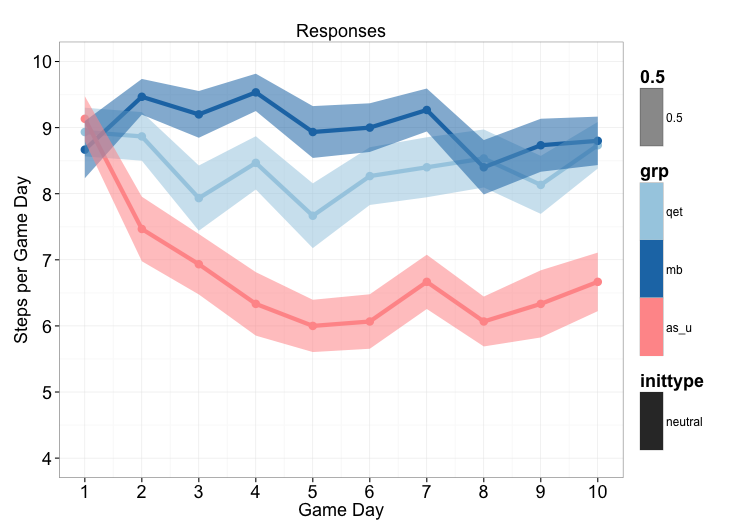 Responses
10
9
8
7
6
5
4
Steps per Game Day
1 2 3 4 5 6 7 8 9 10
Game Day
0.5
0.5
grp
qet
mb
as_u
inittype
neutral